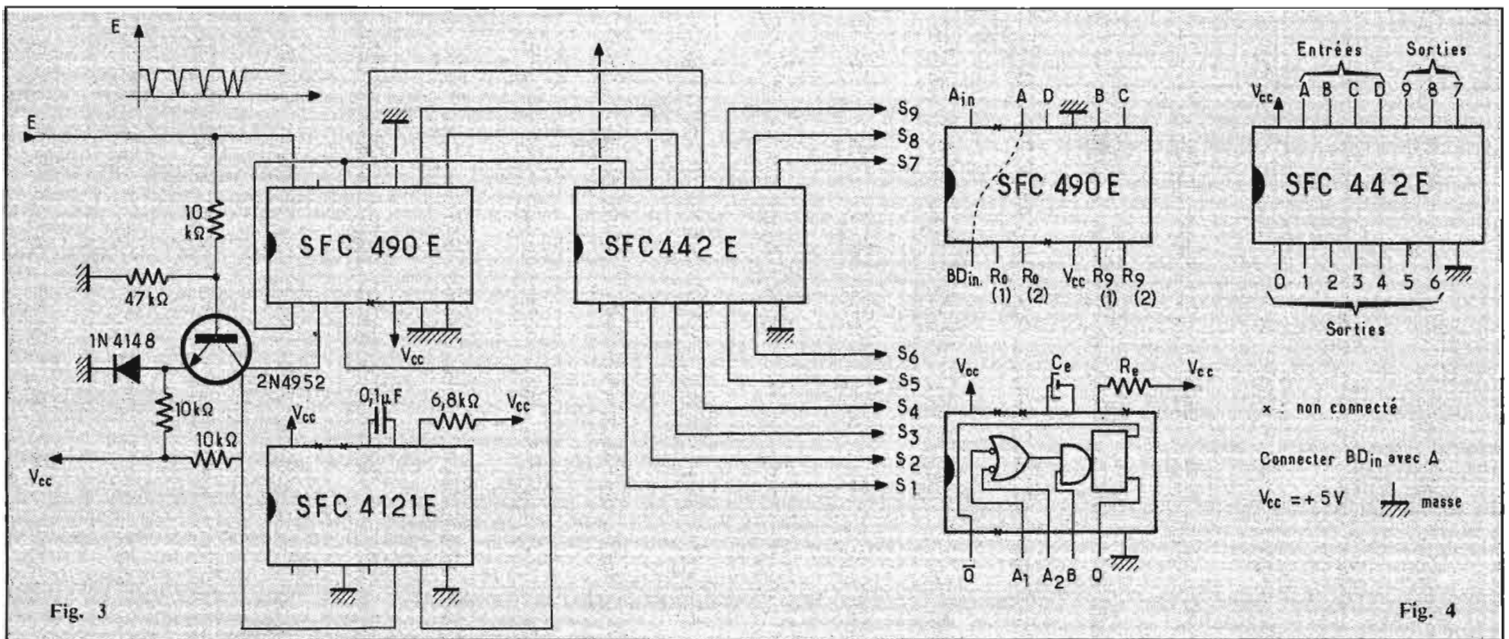 E
E
10
kΩ
47kΩ
1N4148
2N4952
10kΩ
10kΩ
Vcc
SFC 490 E
Vcc
Vcc
0,1µF
6,8kΩ
Vcc
SFC 4121E
SFC 442 E
S9
S8
S7
S6
S5
S4
S3
S2
S1
Fig. 3
Ain
A
D
B
C
SFC 490 E
BDin
R0
(1)
R0
(2)
Vcc
R9
(1)
R9
(2)
Vcc
Ce
Re
Vcc
Q̅
A1
A2
B
Q
Entrées
Sorties
Vcc
A
B
C
D
9
8
7
SFC 442 E
0
1
2
3
4
5
6
Sorties
x : non connecté
Connecter BDin avec A
Vcc = +5V
masse
Fig. 4